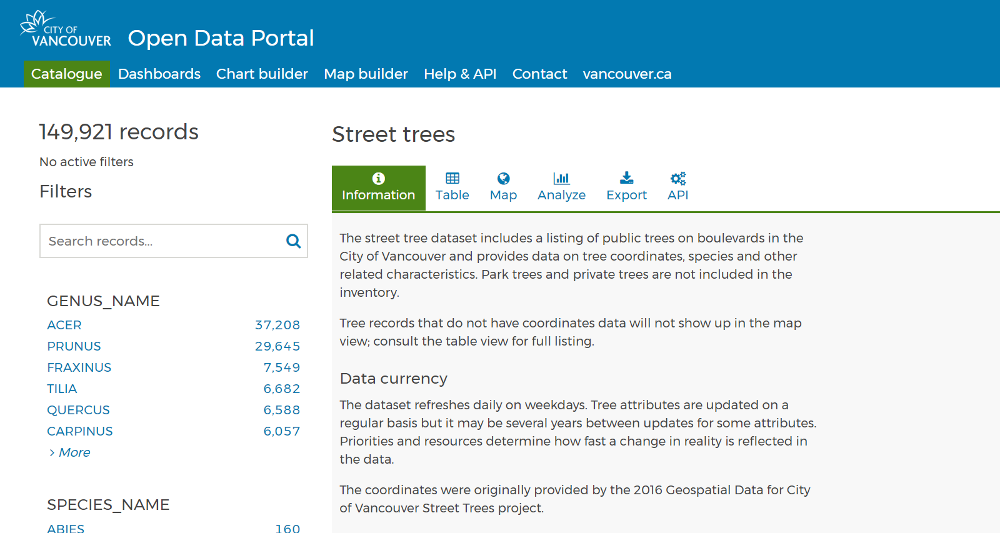 CITY OF
VANCOUVER
Open Data Portal
Catalogue Dashboards Chart builder Map builder Help & API Contact vancouver.ca
149,921 records
No active filters
Filters
Search records...
GENUS_NAME
ACER 37,208
PRUNUS 29,645
FRAXINUS 7,549
TILIA 6,682
QUERCUS 6,588
CARPINUS 6,057
> More
SPECIES_NAME
ABIES 160
Street trees
Information Table Map Analyze Export API
The street tree dataset includes a listing of public trees on boulevards in the
City of Vancouver and provides data on tree coordinates, species and other
related characteristics. Park trees and private trees are not included in the
inventory.
Tree records that do not have coordinates data will not show up in the map
view; consult the table view for full listing.
Data currency
The dataset refreshes daily on weekdays. Tree attributes are updated on a
regular basis but it may be several years between updates for some attributes.
Priorities and resources determine how fast a change in reality is reflected in
the data.
The coordinates were originally provided by the 2016 Geospatial Data for City
of Vancouver Street Trees project.